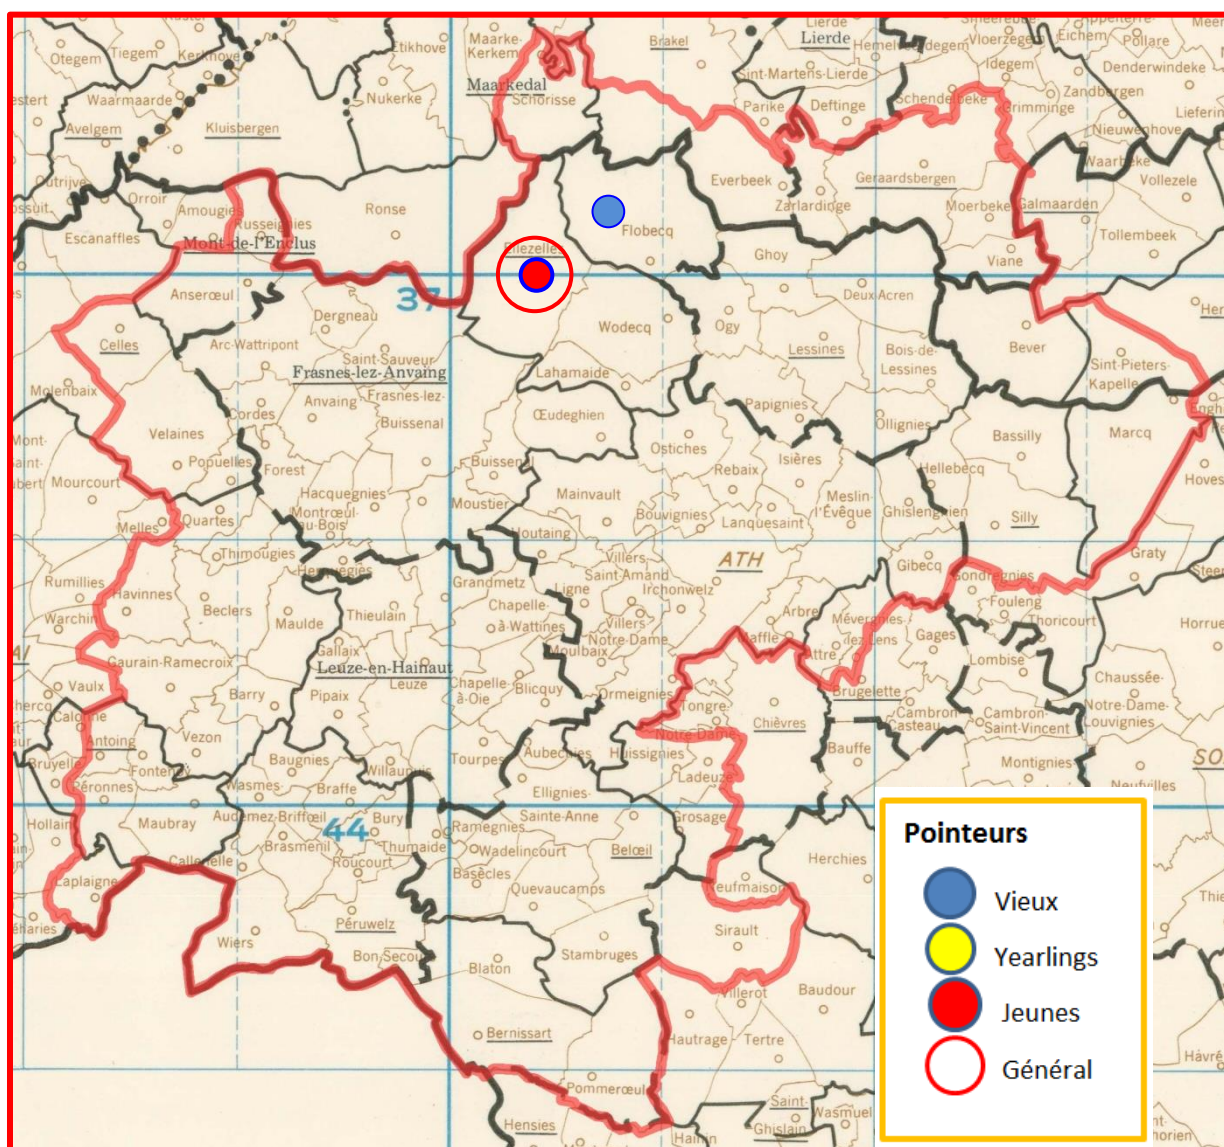 Otegem
Tiegem
Kerkhove
Etikhove
Maarke-
Kerkem
Brakel
Lierde
Lierde
Hemelveerdegem
Vloerzegem
Eichem
Pollare
Idegem
Denderwindeke
Waarmaarde
Nukerke
Maarkedal
Schorisse
Sint-Martens-Lierde
Parike
Deftinge
Schendelbeke
Grimminge
Zandbergen
Avelgem
Kluisbergen
Nieuwenhove
Waarbeke
Outrijve
Orroir
Amougies
Ronse
Everbeek
Zarlardinge
Geraardsbergen
Moerbeke
Galmaarden
Vollezele
Escanaffles
Russeignies
Mont-de-l'Enclus
Ellezelles
Flobecq
Ghoy
Viane
Tollembeek
Anserœul
37
Deux Acren
Dergneau
Wodecq
Ogy
Celles
Arc-Wattripont
Saint-Sauveur
Lessines
Bois-de-
Lessines
Bever
Sint-Pieters-
Kapelle
Frasnes-lez-Anvaing
Lahamaide
Molenbaix
Anvaing
Frasnes-lez-
Buissenal
Cordes
Œudeghien
Papignies
Ollignies
Velaines
Bassilly
Marcq
Popuelles
Forest
Buissenal
Ostiches
Rebaix
Isières
Hellebecq
Mourcourt
Hacquegnies
Mainvault
Meslin-
l'Évêque
Hoves
Montrœul-
au-Bois
Moustier
Bouvignies
Lanquesaint
Ghislenghien
Silly
Melles
Quartes
Houtaing
Thimougies
Herquegies
Villers
Saint-Amand
ATH
Gibecq
Graty
Rumillies
Havinnes
Beclers
Maulde
Thieulain
Grandmetz
Ligne
Irchonwelz
Gondregnies
Fouleng
Warchin
Chapelle-
à-Wattines
Villers
Notre-Dame
Arbre
Mévergnies-
lez-Lens
Thoricourt
Gallaix
Moulbaix
Maffle
Gages
Gaurain-Ramecroix
Leuze-en-Hainaut
Leuze
Attre
Lombise
Vaulx
Barry
Pipaix
Chapelle-
à-Oie
Blicquy
Ormeignies
Brugelette
Chaussée-
Notre-Dame-
Louvignies
Calonne
Tongre-
Notre-Dame
Chièvres
Cambron-
Casteau
Cambron-
Saint-Vincent
Antoing
Vezon
Tourpes
Aubechies
Huissignies
Bauffe
Bruyelle
Fontenoy
Baugnies
Willaupuis
Ladeuze
Montignies
Neufvilles
Péronnes
Wasmes-
Braffe
Ellignies-
Sainte-Anne
Hollain
Maubray
Audemez-Briffœil
Bury
Ramegnies
Grosage
44
Brasmenil
Thumaide
Wadelincourt
Belœil
Herchies
Callenelle
Roucourt
Basècles
Laplaigne
Quevaucamps
Neufmaison
Péruwelz
Wiers
Sirault
Bon-Secou
Blaton
Stambruges
Villerot
Baudour
Bernissart
Hautrage
Tertre
Pommerœul
Hensies
Hainin
Saint-
Ghislain
Wasmuel
Havré
Pointeurs
Vieux
Yearlings
Jeunes
Général